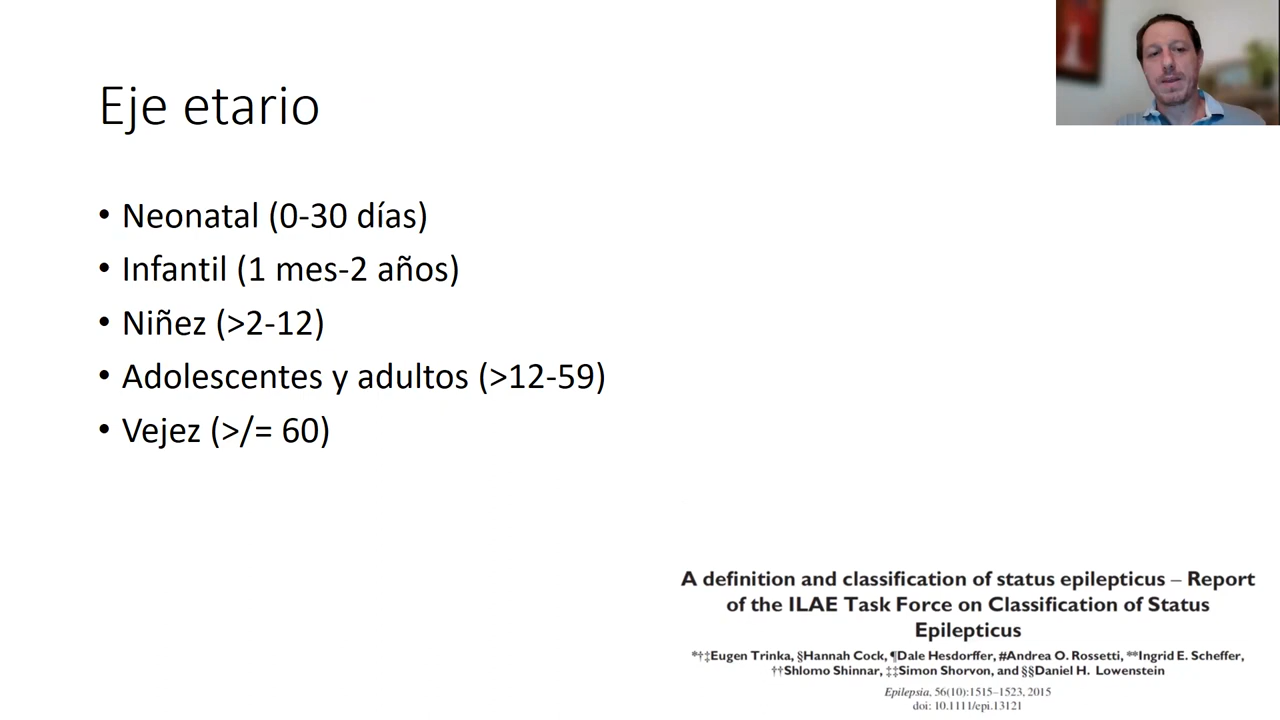 Eje etario
• Neonatal (0-30 días)
• Infantil (1 mes-2 años)
• Niñez (>2-12)
• Adolescentes y adultos (>12-59)
• Vejez (>/= 60)
A definition and classification of status epilepticus – Report
of the ILAE Task Force on Classification of Status
Epilepticus
*†‡Eugen Trinka, §Hannah Cock, ¶Dale Hesdorffer, #Andrea O. Rossetti, **Ingrid E. Scheffer,
††Shlomo Shinnar, ‡‡Simon Shorvon, and §§Daniel H. Lowenstein
Epilepsia, 56(10):1515–1523, 2015
doi: 10.1111/epi.13121